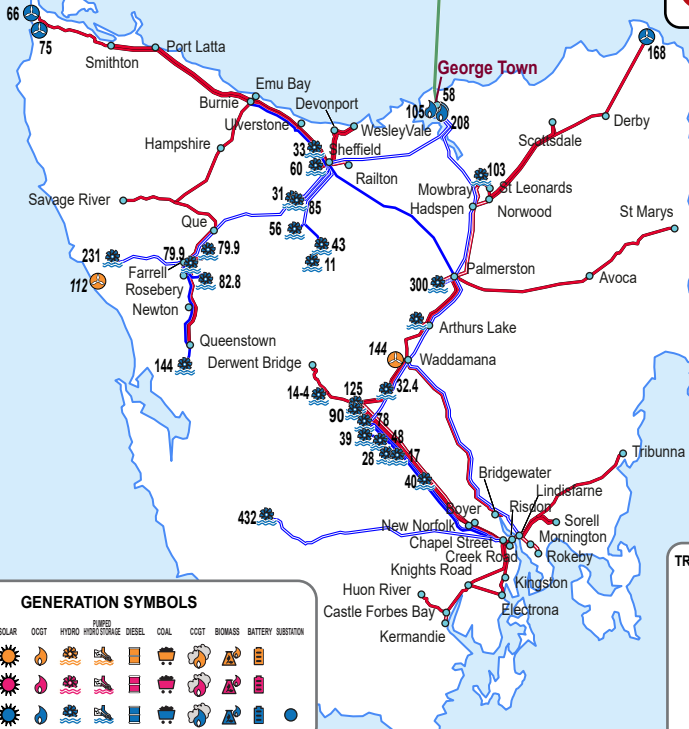 66
75
Smithton
Port Latta
168
George Town
58
105
208
Emu Bay
Burnie
Devonport
Ulverstone
WesleyVale
Derby
Scottsdale
Hampshire
33
Sheffield
60
Railton
103
Mowbray
St Leonards
Hadspen
Norwood
Savage River
31
85
St Marys
Que
56
43
11
231
79.9
79.9
Farrell
82.8
Rosebery
112
Palmerston
300
Avoca
Newton
Arthurs Lake
Queenstown
144
Derwent Bridge
144
Waddamana
14-4
125
32.4
90
78
39
48
28
17
40
Tribunna
Bridgewater
Lindisfarne
Risdon
432
Boyer
New Norfolk
Sorell
Chapel Street
Mornington
Creek Road
Rokeby
Knights Road
Kingston
Huon River
Castle Forbes Bay
Electrona
Kermandie
TR
GENERATION SYMBOLS
SOLAR OCGT HYDRO PUMPED HYDRO STORAGE DIESEL COAL CCGT BIOMASS BATTERY SUBSTATION